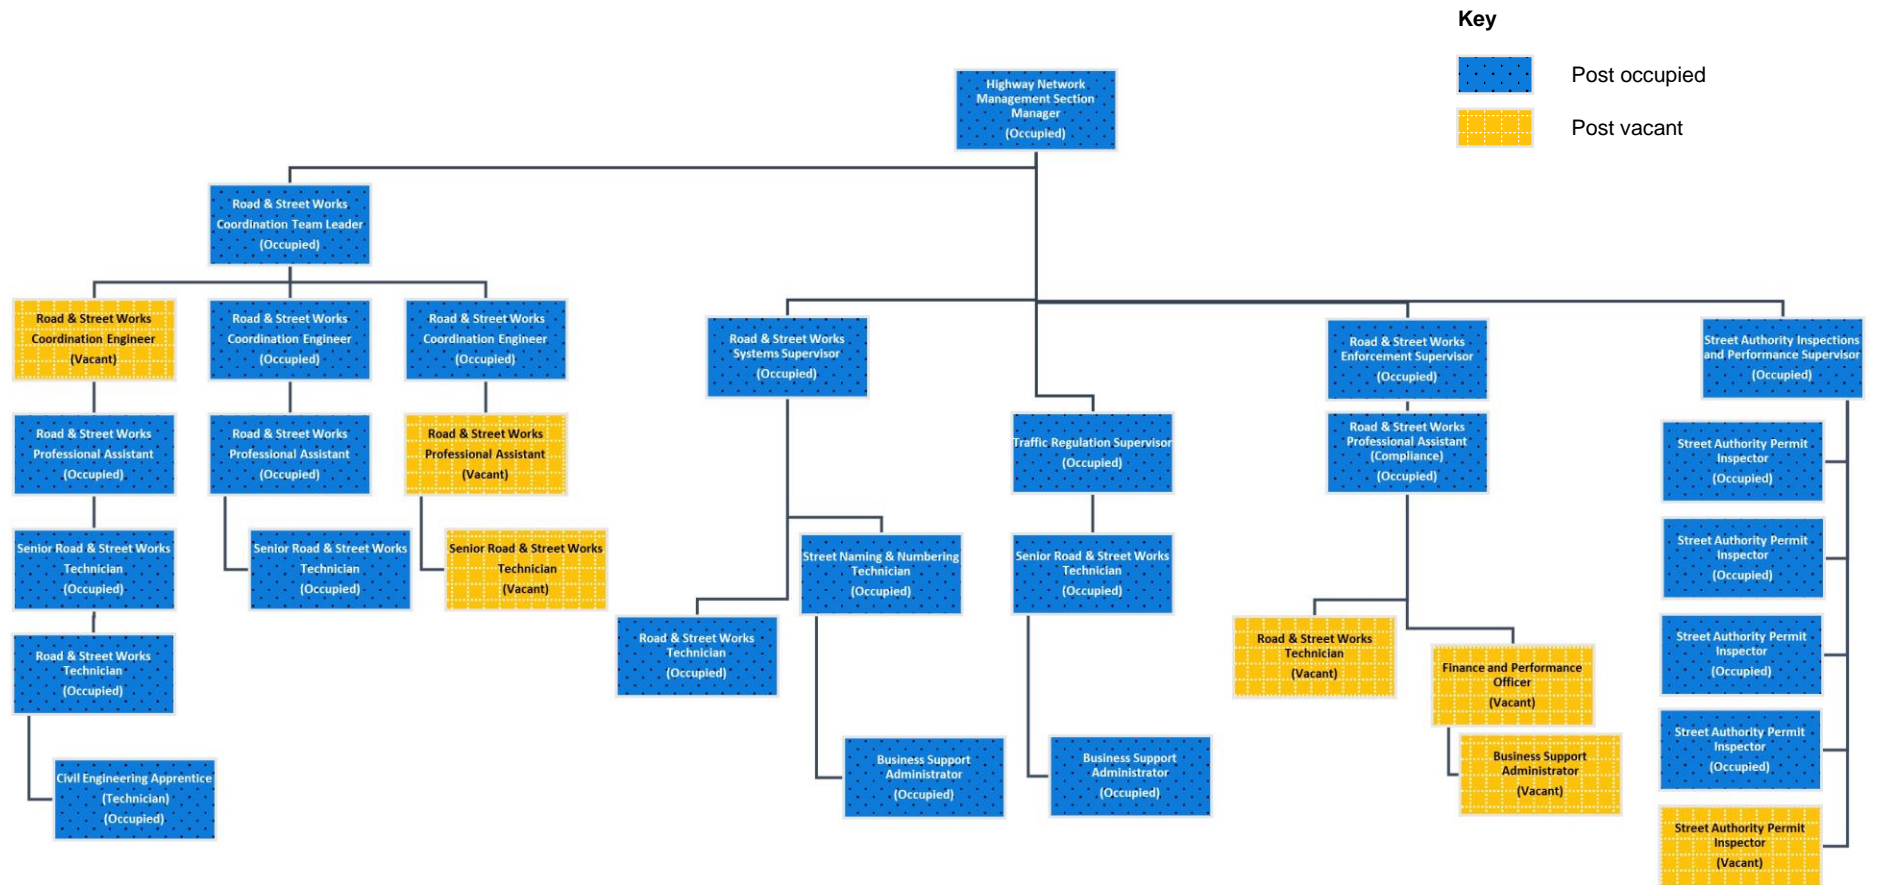 Key
Post occupied
Post vacant
Highway Network
Management Section
Manager
(Occupied)
Road & Street Works
Coordination Team Leader
(Occupied)
Road & Street Works
Coordination Engineer
(Vacant)
Road & Street Works
Coordination Engineer
(Occupied)
Road & Street Works
Coordination Engineer
(Occupied)
Road & Street Works
Systems Supervisor
(Occupied)
Road & Street Works
Enforcement Supervisor
(Occupied)
Street Authority Inspections
and Performance Supervisor
(Occupied)
Road & Street Works
Professional Assistant
(Occupied)
Road & Street Works
Professional Assistant
(Occupied)
Road & Street Works
Professional Assistant
(Vacant)
Traffic Regulation Supervisor
(Occupied)
Road & Street Works
Professional Assistant
(Compliance)
(Occupied)
Street Authority Permit
Inspector
(Occupied)
Senior Road & Street Works
Technician
(Occupied)
Senior Road & Street Works
Technician
(Occupied)
Senior Road & Street Works
Technician
(Vacant)
Street Naming & Numbering
Technician
(Occupied)
Senior Road & Street Works
Technician
(Occupied)
Street Authority Permit
Inspector
(Occupied)
Road & Street Works
Technician
(Occupied)
Road & Street Works
Technician
(Occupied)
Road & Street Works
Technician
(Vacant)
Finance and Performance
Officer
(Vacant)
Street Authority Permit
Inspector
(Occupied)
Civil Engineering Apprentice
(Technician)
(Occupied)
Business Support
Administrator
(Occupied)
Business Support
Administrator
(Occupied)
Business Support
Administrator
(Vacant)
Street Authority Permit
Inspector
(Occupied)
Street Authority Permit
Inspector
(Vacant)